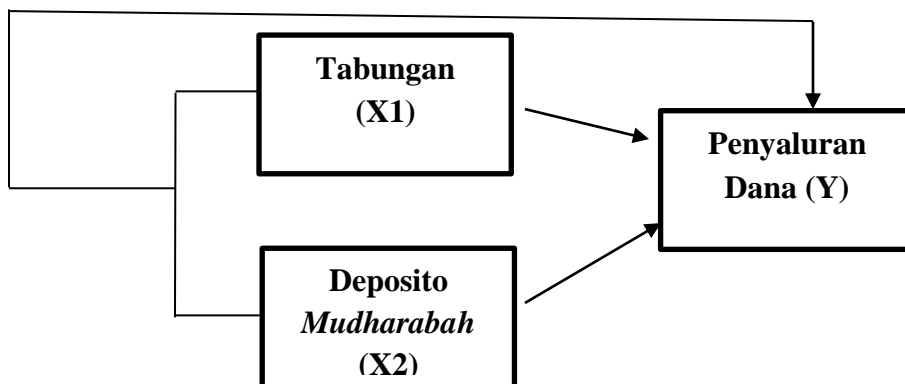 Tabungan
(X1)
Penyaluran
Dana (Y)
Deposito
Mudharabah
(X2)